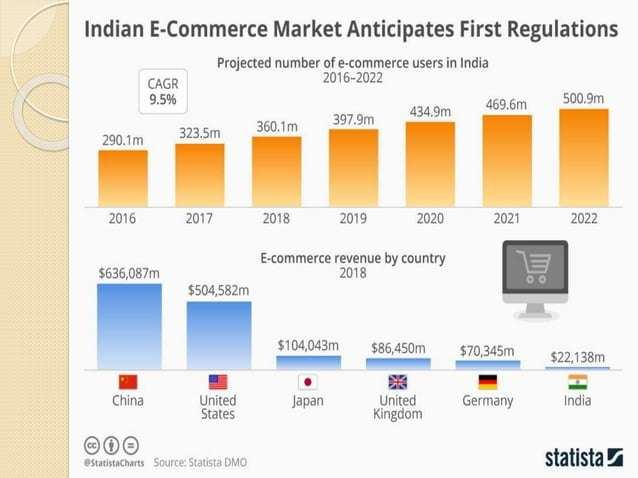 Indian E-Commerce Market Anticipates First Regulations
Projected number of e-commerce users in India
2016–2022
CAGR
9.5%
290.1m 323.5m 360.1m 397.9m 434.9m 469.6m 500.9m
2016 2017 2018 2019 2020 2021 2022
E-commerce revenue by country
2018
$636,087m $504,582m $104,043m $86,450m $70,345m $22,138m
China United States Japan United Kingdom Germany India
@StatistaCharts Source: Statista DMO
statista